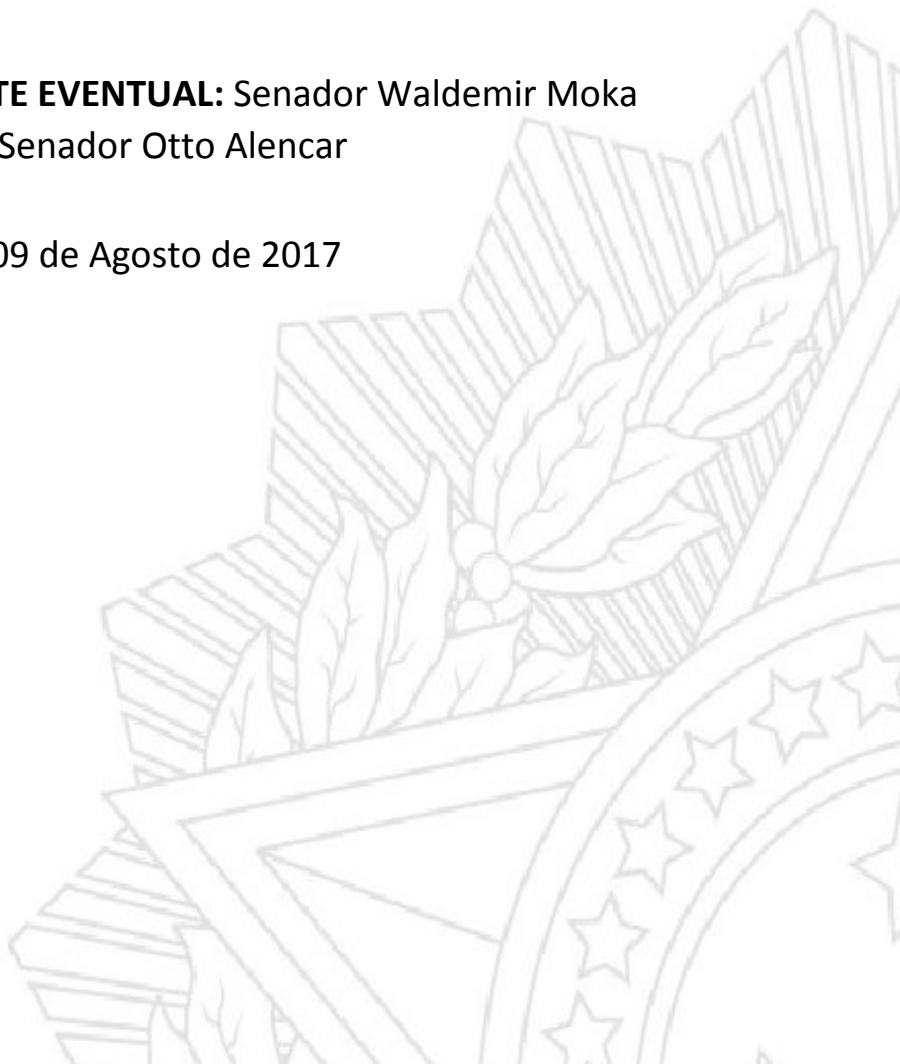 TE EVENTUAL: Senador Waldemir Moka
Senador Otto Alencar
09 de Agosto de 2017